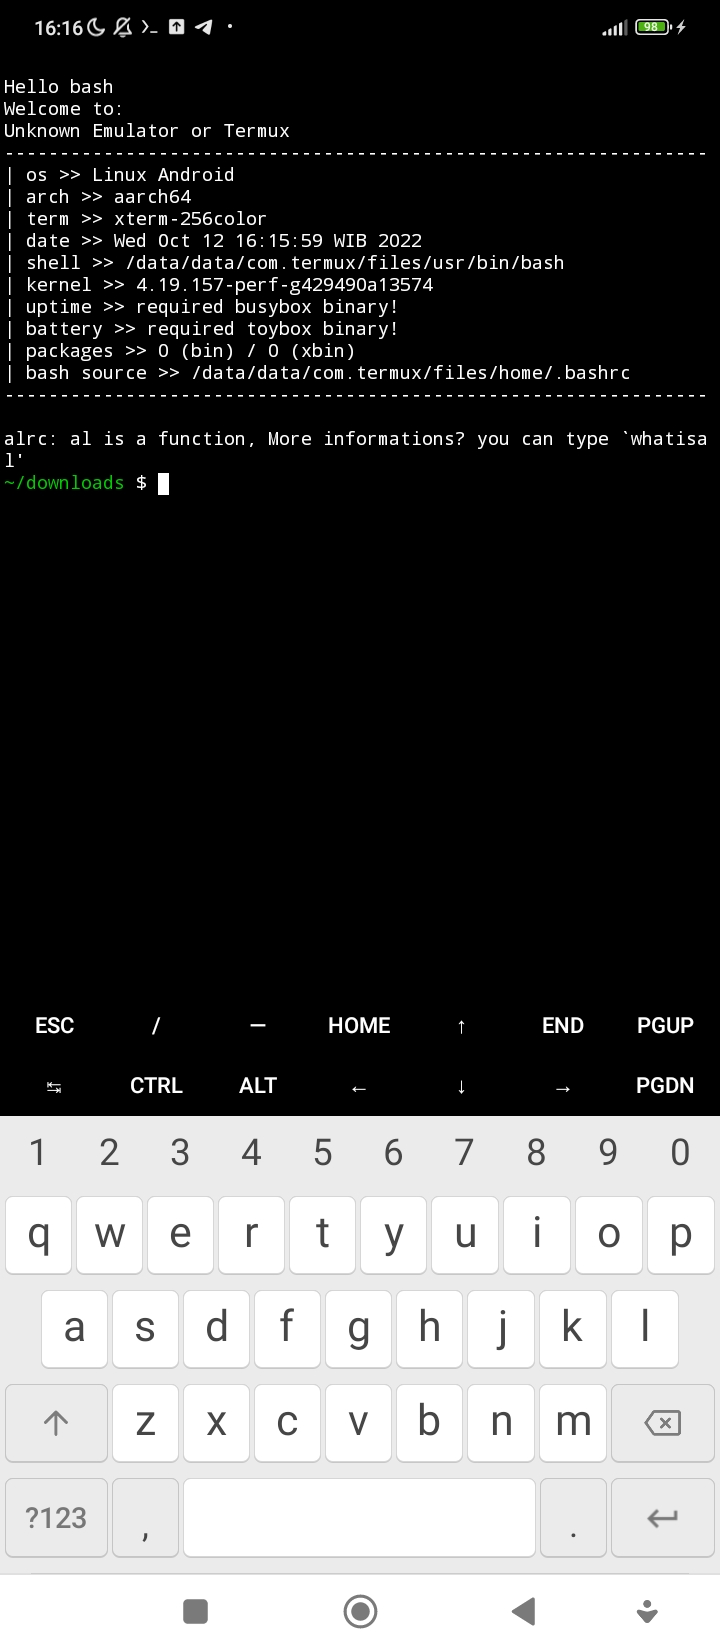 16:16
98
Hello bash
Welcome to:
Unknown Emulator or Termux
----------------------------------------------------------------
| os >> Linux Android
| arch >> aarch64
| term >> xterm-256color
| date >> Wed Oct 12 16:15:59 WIB 2022
| shell >> /data/data/com.termux/files/usr/bin/bash
| kernel >> 4.19.157-perf-g429490a13574
| uptime >> required busybox binary!
| battery >> required toybox binary!
| packages >> 0 (bin) / 0 (xbin)
| bash source >> /data/data/com.termux/files/home/.bashrc
----------------------------------------------------------------
alrc: al is a function, More informations? you can type `whatisa
l'
~/downloads $
ESC / — HOME ↑ END PGUP
↹ CTRL ALT ← ↓ → PGDN
1 2 3 4 5 6 7 8 9 0
q w e r t y u i o p
a s d f g h j k l
z x c v b n m
?123 , .